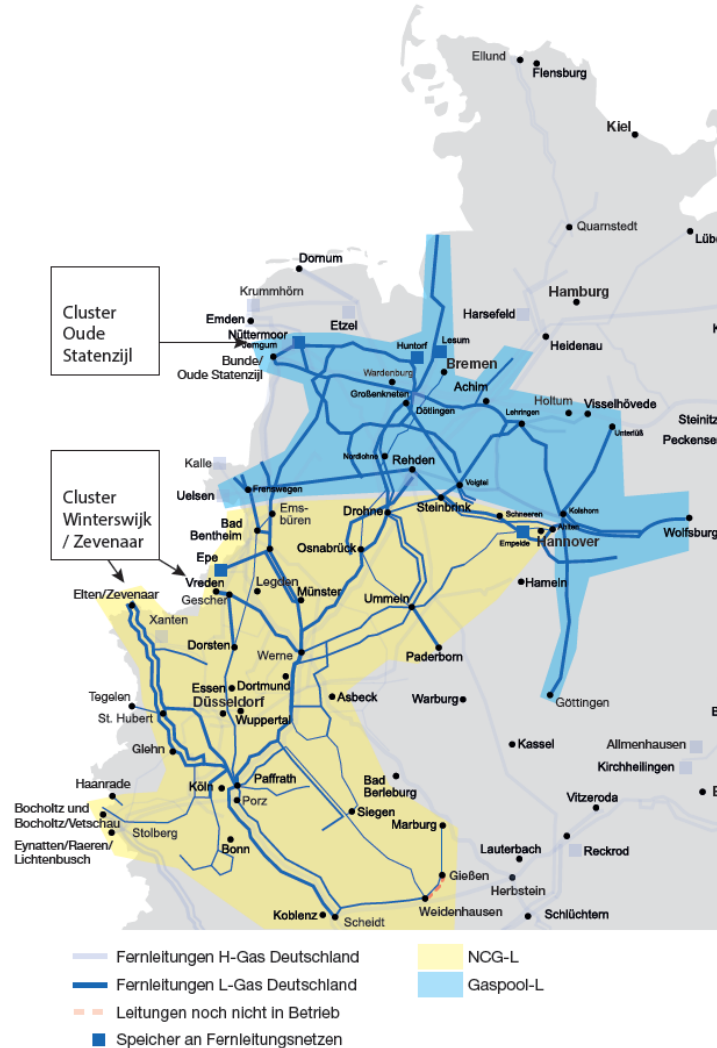 Ellund
Flensburg
Kiel
Quarnstedt
Lüb
Dornum
Hamburg
Krummhörn
Harsefeld
Cluster
Oude
Statenzijl
Emden
Etzel
Heidenau
Nüttermoor
Jemgum
Huntorf
Lesum
Bunde/
Oude Statenzijl
Bremen
Wardenburg
Achim
Großenkneten
Dötlingen
Holtum
Visselhövede
Lehringen
Steinitz
Unterlüß
Peckense
Nordlohne
Kalle
Rehden
Cluster
Winterswijk
/ Zevenaar
Uelsen
Frenswegen
Voigtei
Ems-
büren
Drohne
Steinbrink
Schneeren
Kolshorn
Bad
Bentheim
Ahlten
Wolfsburg
Osnabrück
Empelde
Hannover
Epe
Vreden
Legden
Hameln
Elten/Zevenaar
Gescher
Münster
Ummeln
Xanten
Dorsten
Werne
Paderborn
Tegelen
Essen
Dortmund
Asbeck
Warburg
Göttingen
St. Hubert
Düsseldorf
Wuppertal
Glehn
Kassel
Allmenhausen
Haanrade
Köln
Paffrath
Bad
Berleburg
Kirchheilingen
Bocholtz und
Bocholtz/Vetschau
Porz
Siegen
Vitzeroda
Stolberg
Marburg
Eynatten/Raeren/
Lichtenbusch
Bonn
Lauterbach
Reckrod
Gießen
Herbstein
Koblenz
Scheidt
Weidenhausen
Schlüchtern
Fernleitungen H-Gas Deutschland
NCG-L
Fernleitungen L-Gas Deutschland
Gaspool-L
Leitungen noch nicht in Betrieb
Speicher an Fernleitungsnetzen